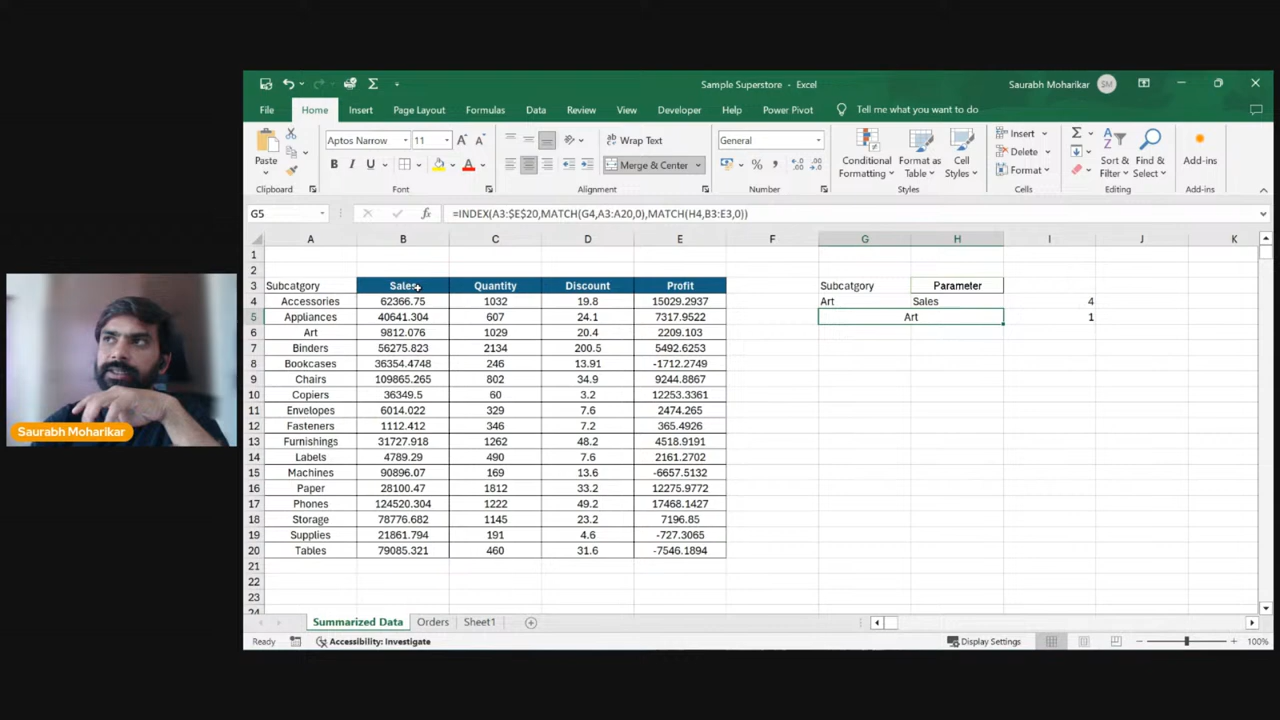 Sample Superstore - Excel
Saurabh Moharikar SM
File Home Insert Page Layout Formulas Data Review View Developer Help Power Pivot Tell me what you want to do
Aptos Narrow 11 Wrap Text General Insert
Paste B I U Merge & Center % Conditional Formatting Format as Table Cell Styles Delete Format Sort & Filter Find & Select Add-ins
Clipboard Font Alignment Number Styles Cells Editing Add-ins
G5 fx =INDEX(A3:$E$20,MATCH(G4,A3:A20,0),MATCH(H4,B3:E3,0))
A B C D E F G H I J K
1
2
3 Subcatgory Sales Quantity Discount Profit Subcatgory Parameter
4 Accessories 62366.75 1032 19.8 15029.2937 Art Sales 4
5 Appliances 40641.304 607 24.1 7317.9522 Art 1
6 Art 9812.076 1029 20.4 2209.103
7 Binders 56275.823 2134 200.5 5492.6253
8 Bookcases 36354.4748 246 13.91 -1712.2749
9 Chairs 109865.265 802 34.9 9244.8867
10 Copiers 36349.5 60 3.2 12253.3361
11 Envelopes 6014.022 329 7.6 2474.265
12 Fasteners 1112.412 346 7.2 365.4926
13 Furnishings 31727.918 1262 48.2 4518.9191
14 Labels 4789.29 490 7.6 2161.2702
15 Machines 90896.07 169 13.6 -6657.5132
16 Paper 28100.47 1812 33.2 12275.9772
17 Phones 124520.304 1222 49.2 17468.1427
18 Storage 78776.682 1145 23.2 7196.85
19 Supplies 21861.794 191 4.6 -727.3065
20 Tables 79085.321 460 31.6 -7546.1894
21
22
23
24
Saurabh Moharikar
Summarized Data Orders Sheet1
Ready Accessibility: Investigate Display Settings 100%